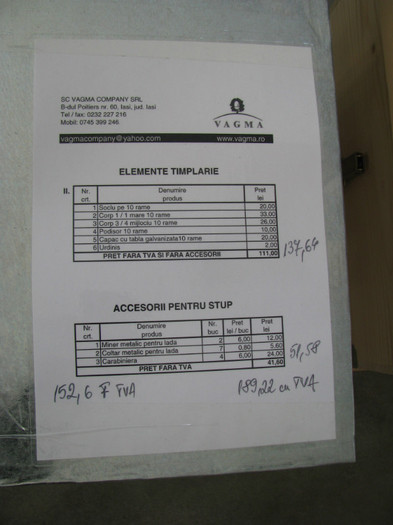 SC VAGMA COMPANY SRL
B-dul Poitiers nr. 60, Iasi, jud. Iasi
Tel / fax: 0232 227 216
Mobil: 0745 399 246
VAGMA
vagmacompany@yahoo.com www.vagma.ro
ELEMENTE TIMPLARIE
II. Nr. crt. Denumire produs Pret lei
1 Soclu pe 10 rame 20,00
2 Corp 1 / 1 mare 10 rame 33,00
3 Corp 3 / 4 mijlociu 10 rame 26,00
4 Podisor 10 rame 10,00
5 Capac cu tabla galvanizata10 rame 20,00
6 Urdinis 2,00
PRET FARA TVA SI FARA ACCESORII 111,00 137,64
ACCESORII PENTRU STUP
Nr. crt. Denumire produs Nr. buc Pret lei / buc Pret lei
1 Miner metalic pentru lada 2 6,00 12,00
2 Coltar metalic pentru lada 7 0,80 5,60
3 Carabiniera 4 6,00 24,00
PRET FARA TVA 41,60 51,58
152,6 F TVA 189,22 cu TVA